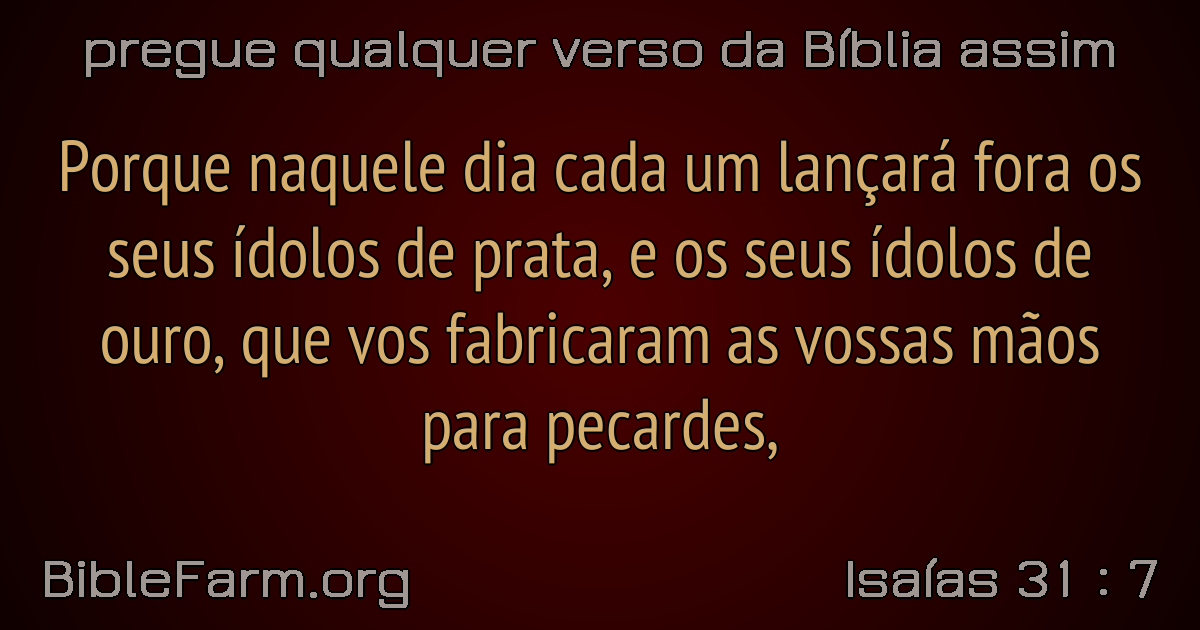 pregue qualquer verso da Bíblia assim
Porque naquele dia cada um lançará fora os
seus ídolos de prata, e os seus ídolos de
ouro, que vos fabricaram as vossas mãos
para pecardes,
BibleFarm.org
Isaías 31 : 7